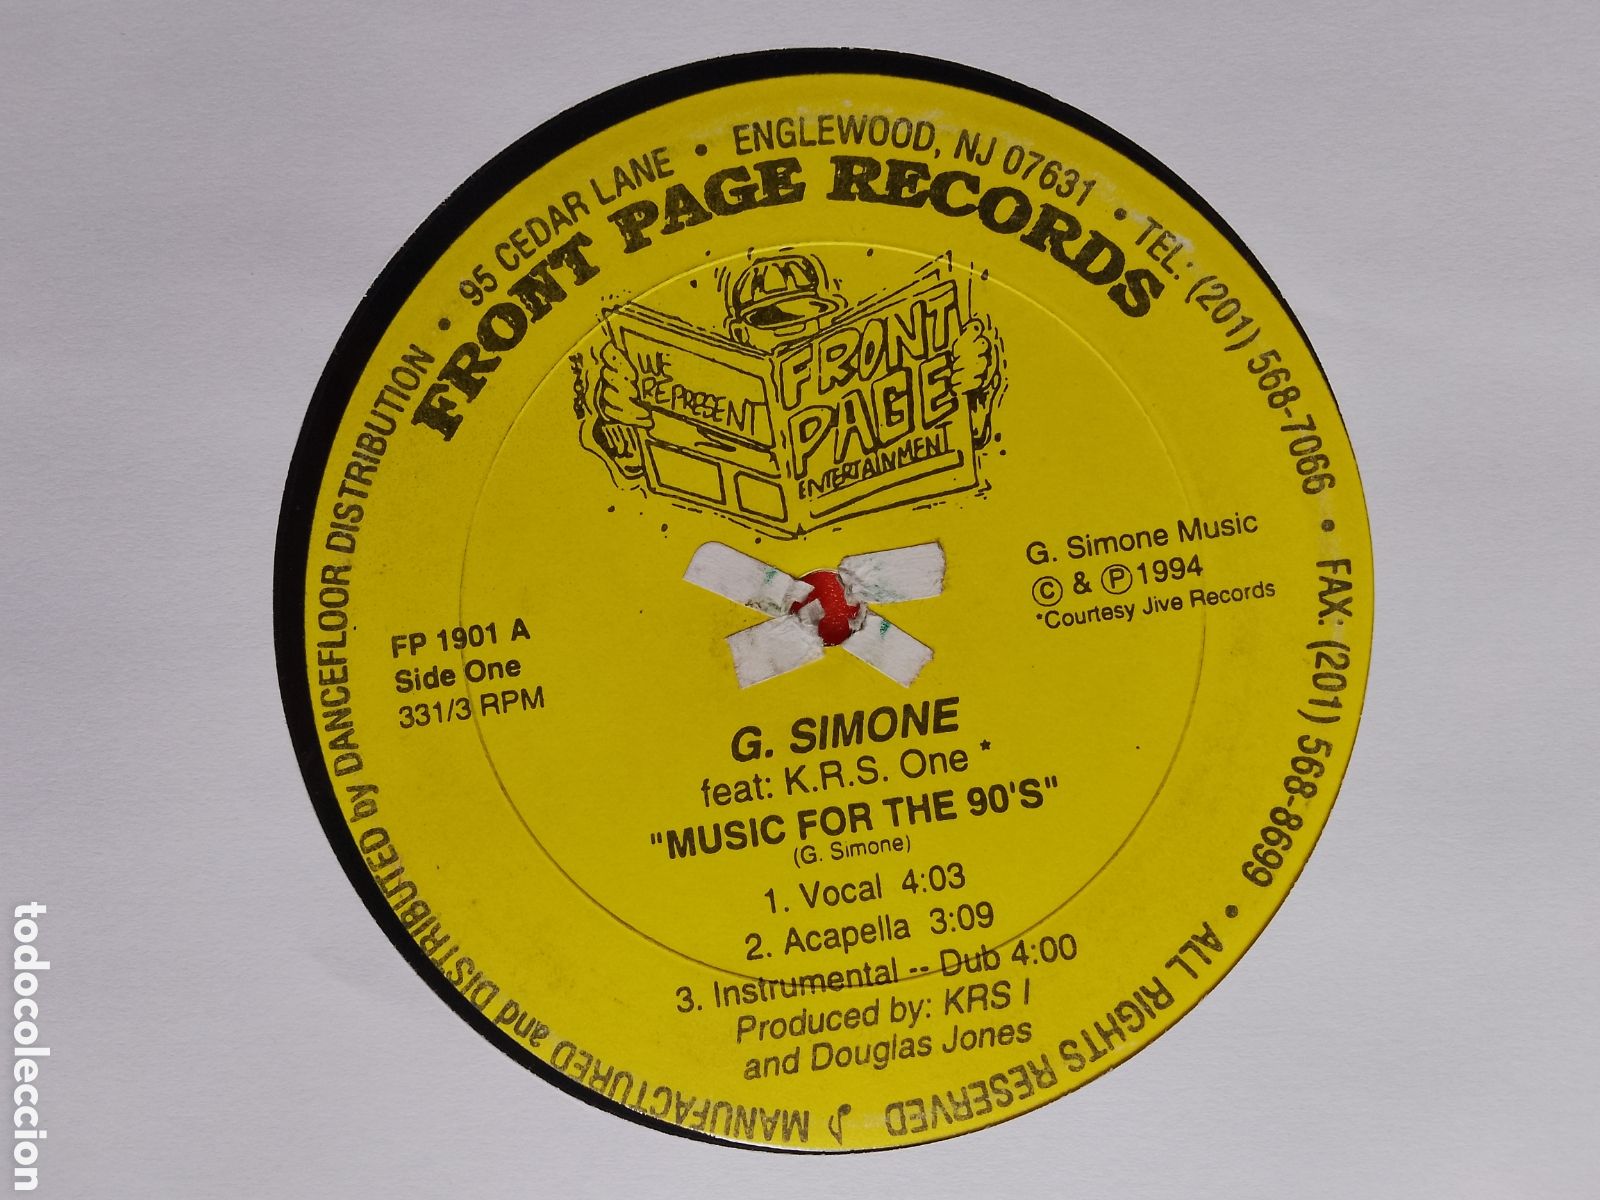 MANUFACTURED and DISTRIBUTED by DANCEFLOOR DISTRIBUTION • 95 CEDAR LANE • ENGLEWOOD, NJ 07631 • TEL: (201) 568-7066 • FAX: (201) 568-8699 • ALL RIGHTS RESERVED ♪
FRONT PAGE RECORDS
WE
REPRESENT
FRONT
PAGE
ENTERTAINMENT
G. Simone Music
© & ℗ 1994
*Courtesy Jive Records
FP 1901 A
Side One
331/3 RPM
G. SIMONE
feat: K.R.S. One *
"MUSIC FOR THE 90'S"
(G. Simone)
1. Vocal 4:03
2. Acapella 3:09
3. Instrumental -- Dub 4:00
Produced by: KRS I
and Douglas Jones
todocoleccion